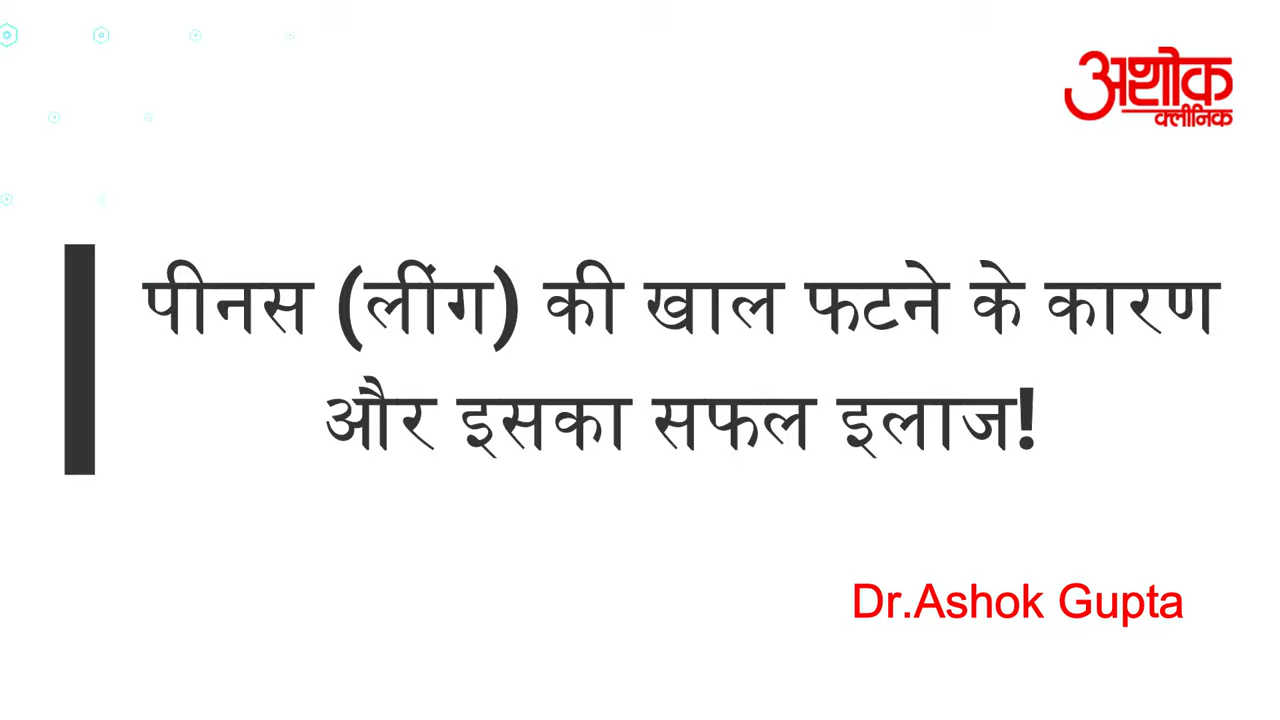 अशोक
क्लीनिक
पीनस (लींग) की खाल फटने के कारण
और इसका सफल इलाज!
Dr.Ashok Gupta